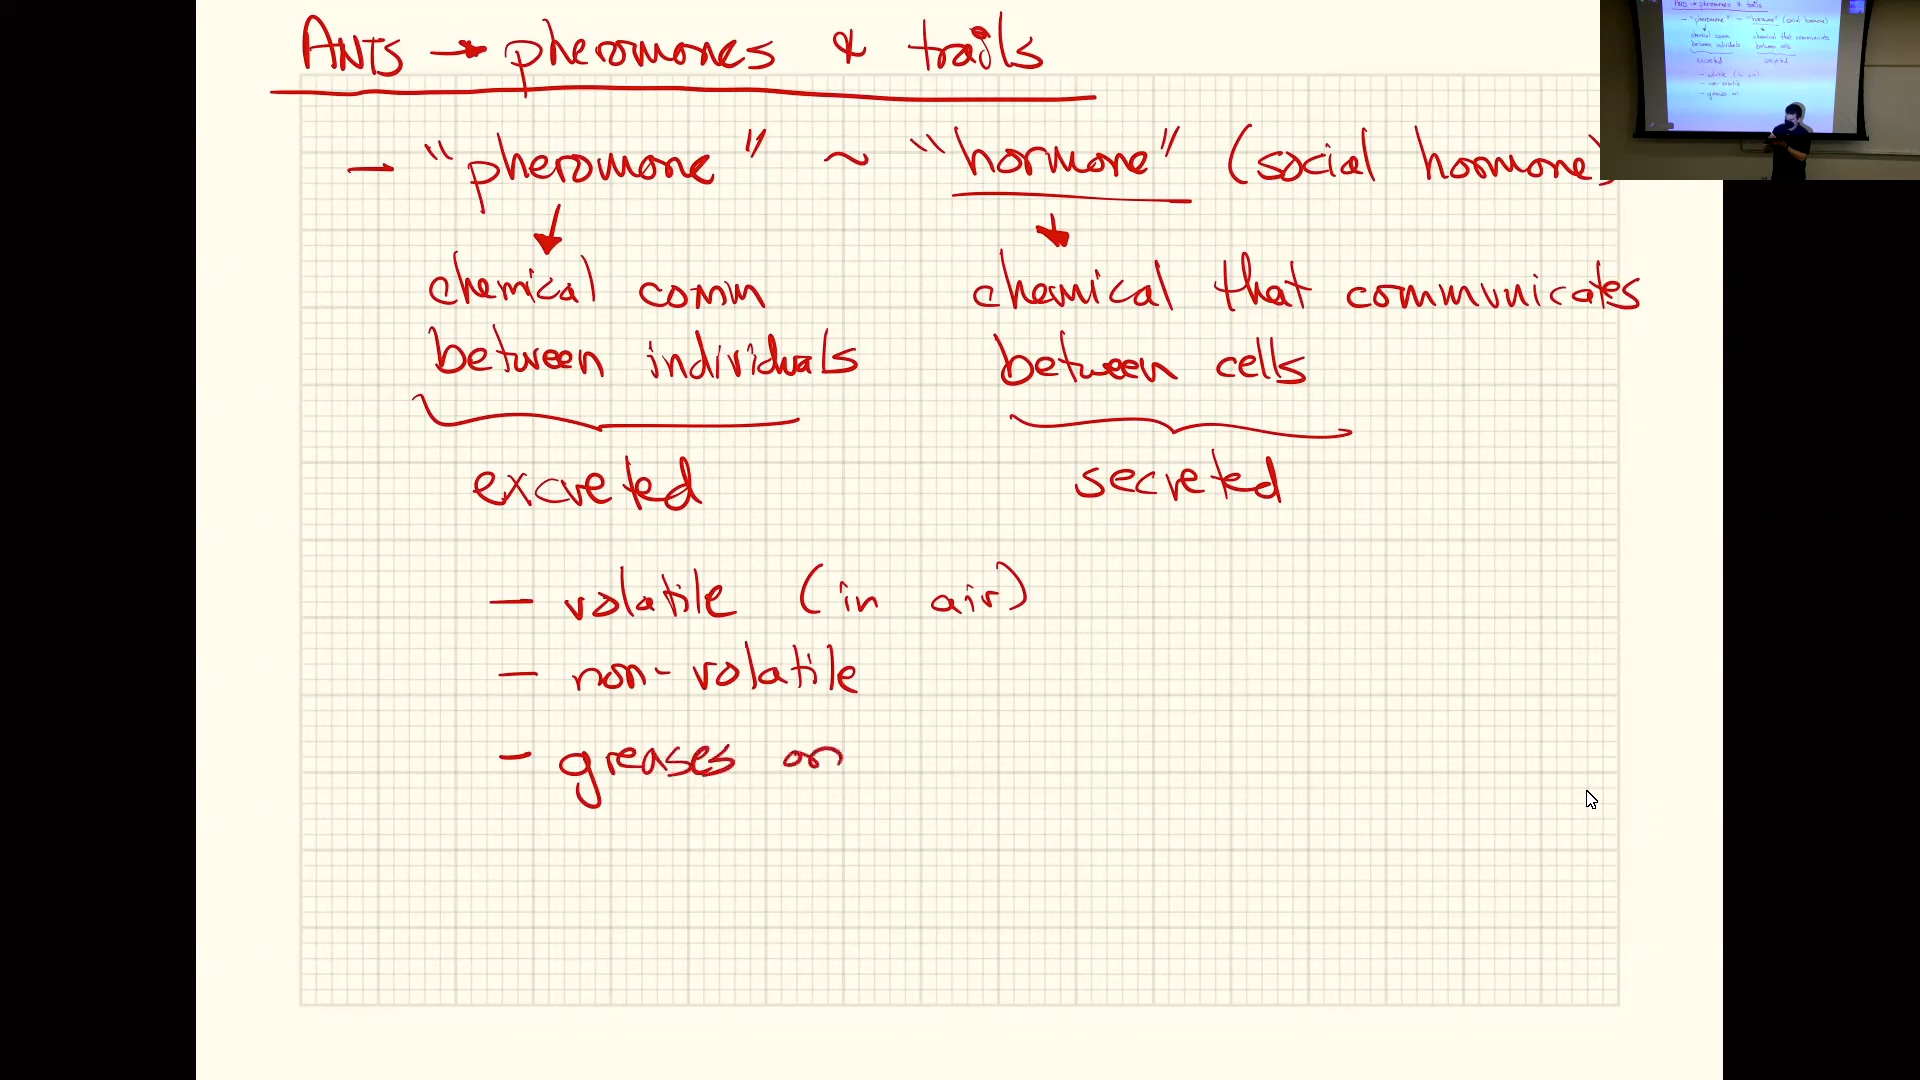 ANTS → pheromones & trails
— "pheromone" ~ "hormone" (social hormone)
chemical comm chemical that communicates
between individuals between cells
excreted secreted
— volatile (in air)
— non-volatile
- greases on